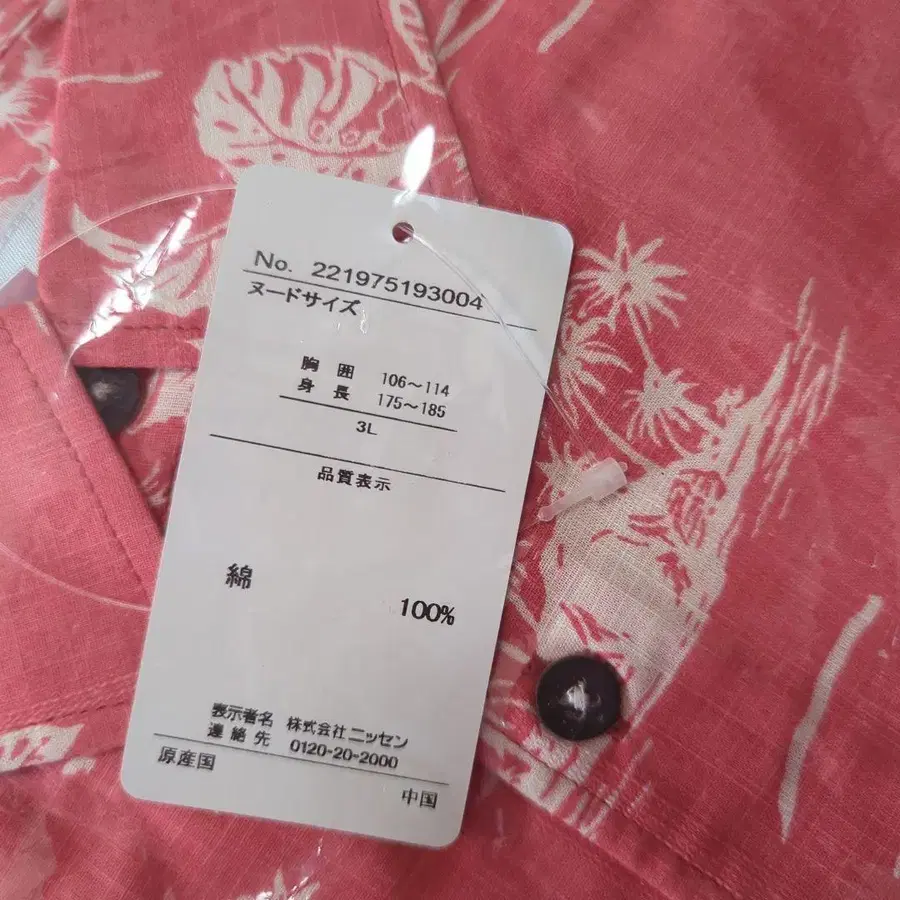 No. 221975193004
ヌードサイズ
胸 囲 106～114
身 長 175～185
3L
品質表示
綿
100%
表示者名 株式会社ニッセン
連絡先 0120-20-2000
原産国
中国